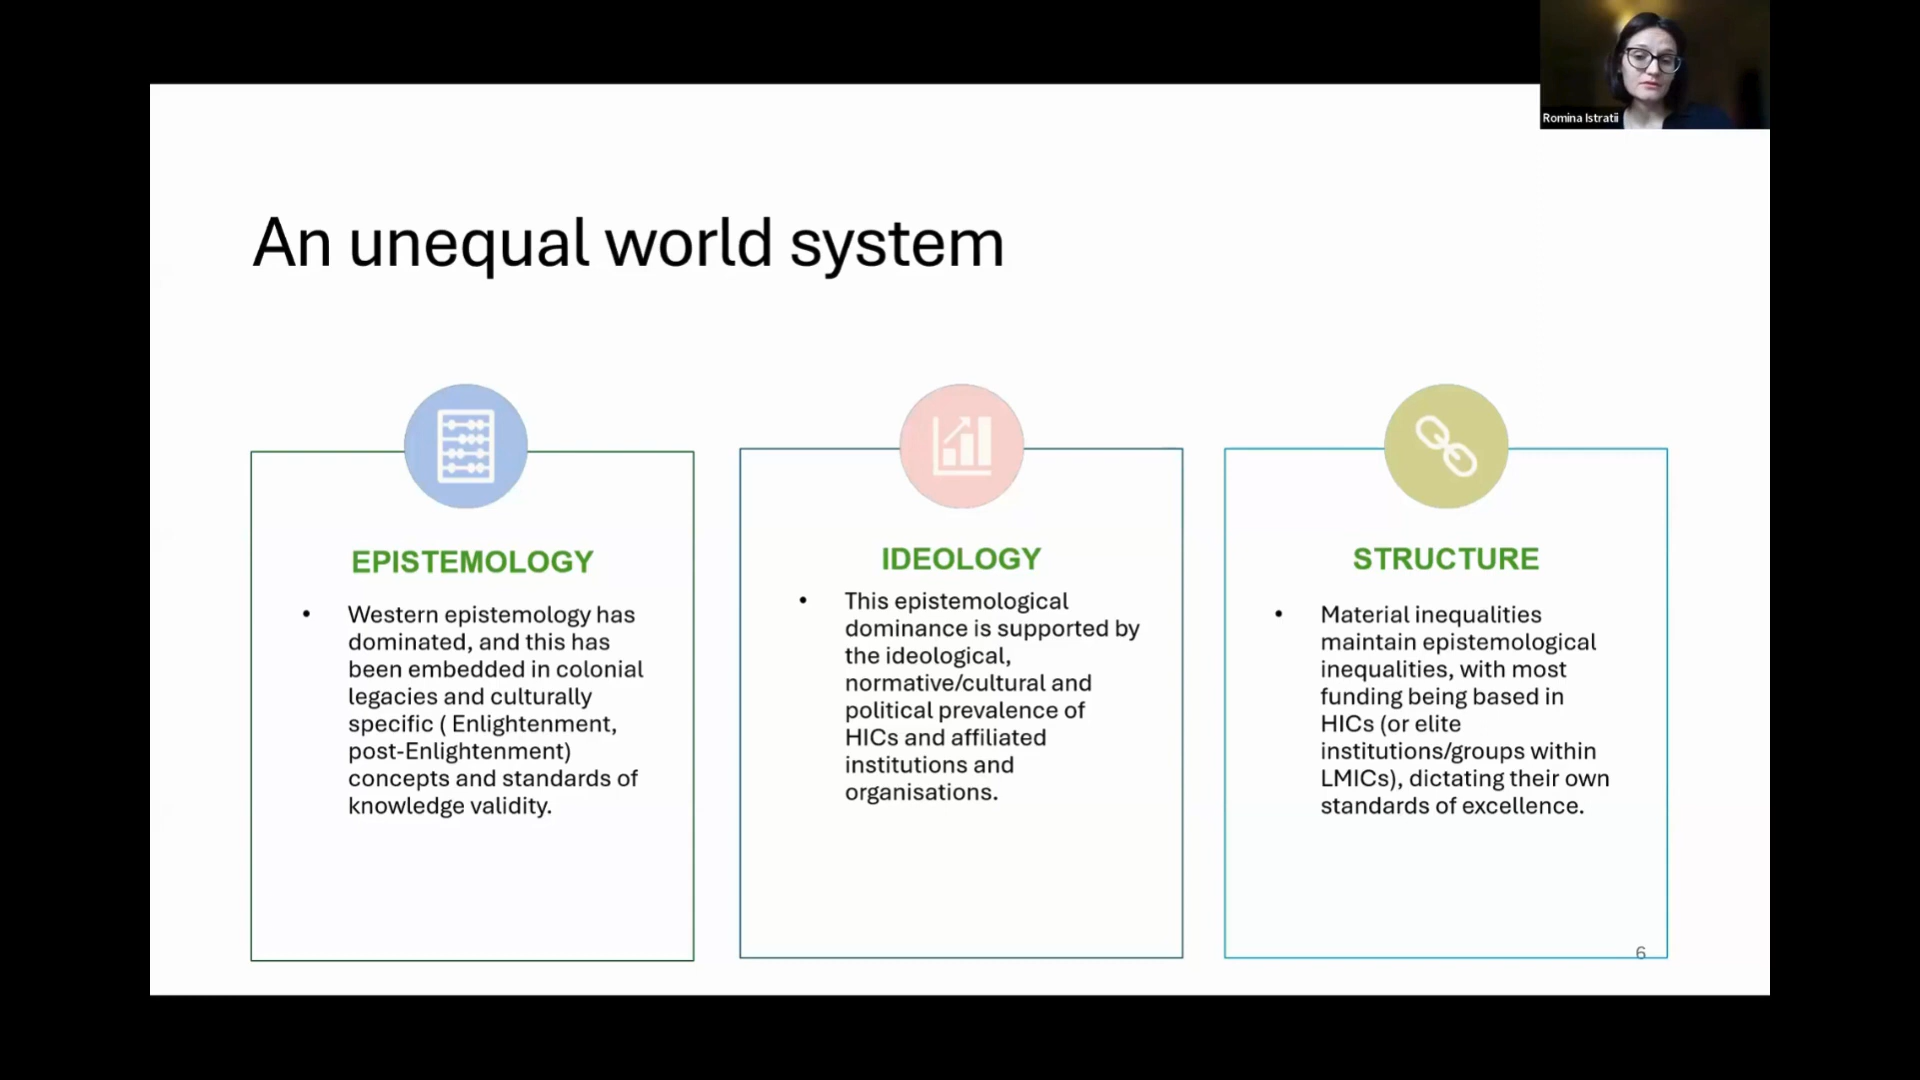 Romina Istratii
An unequal world system
EPISTEMOLOGY
• Western epistemology has
dominated, and this has
been embedded in colonial
legacies and culturally
specific ( Enlightenment,
post-Enlightenment)
concepts and standards of
knowledge validity.
IDEOLOGY
• This epistemological
dominance is supported by
the ideological,
normative/cultural and
political prevalence of
HICs and affiliated
institutions and
organisations.
STRUCTURE
• Material inequalities
maintain epistemological
inequalities, with most
funding being based in
HICs (or elite
institutions/groups within
LMICs), dictating their own
standards of excellence.
6